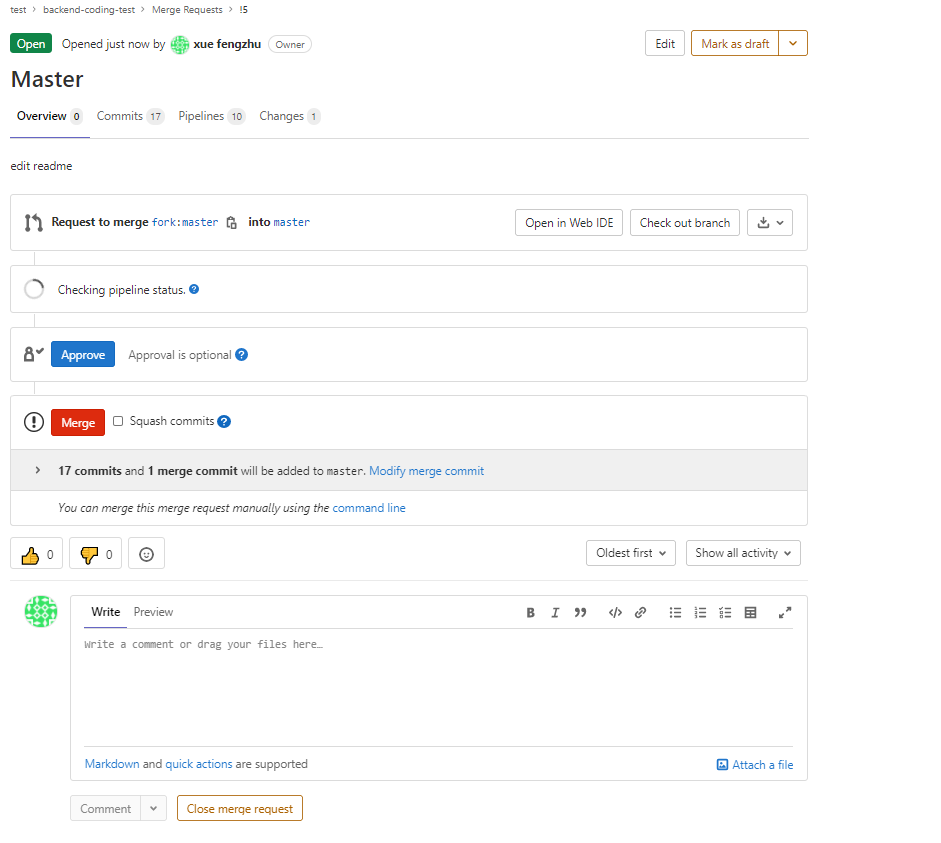 test > backend-coding-test > Merge Requests > !5
Open Opened just now by xue fengzhu Owner Edit Mark as draft
Master
Overview 0 Commits 17 Pipelines 10 Changes 1
edit readme
Request to merge fork:master into master Open in Web IDE Check out branch
Checking pipeline status. ?
Approve Approval is optional ?
Merge Squash commits ?
17 commits and 1 merge commit will be added to master. Modify merge commit
You can merge this merge request manually using the command line
0 0 Oldest first Show all activity
Write Preview B I
Write a comment or drag your files here…
Markdown and quick actions are supported Attach a file
Comment Close merge request